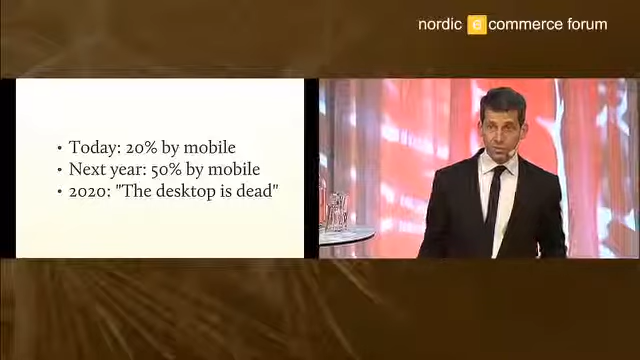 nordic e commerce forum
• Today: 20% by mobile
• Next year: 50% by mobile
• 2020: "The desktop is dead"